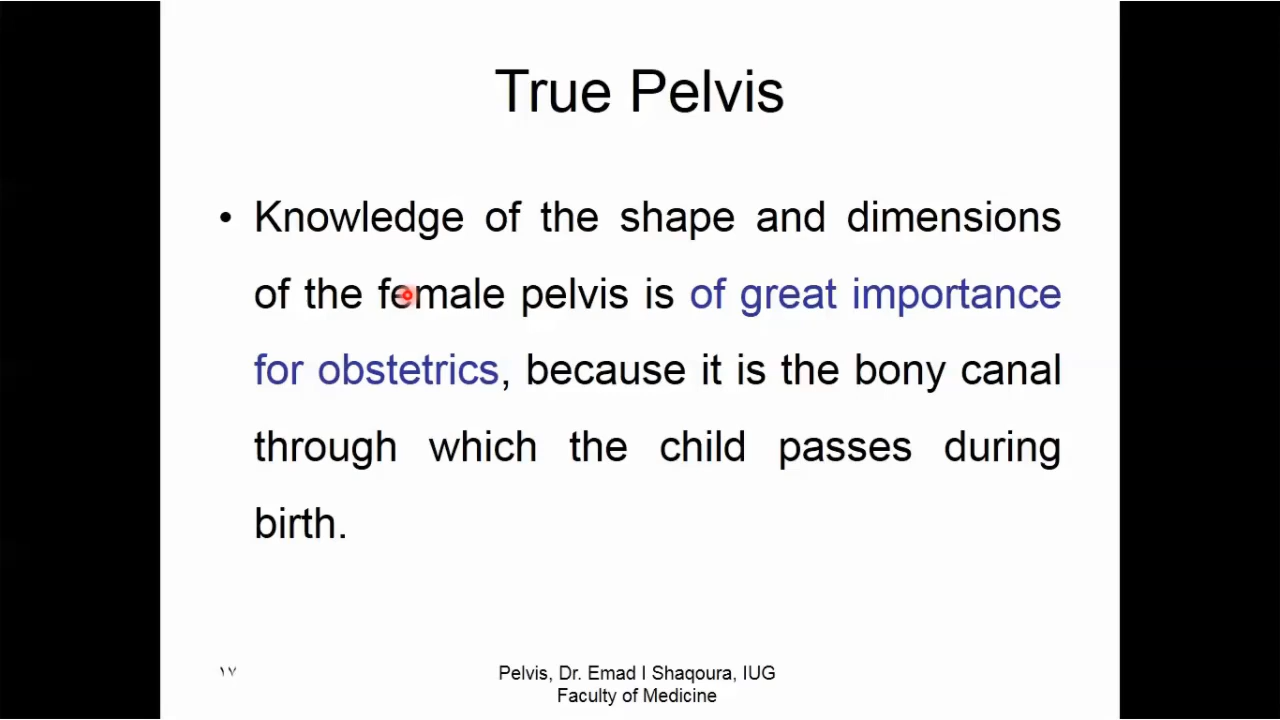 True Pelvis
• Knowledge of the shape and dimensions
of the female pelvis is of great importance
for obstetrics, because it is the bony canal
through which the child passes during
birth.
١٧
Pelvis, Dr. Emad I Shaqoura, IUG
Faculty of Medicine